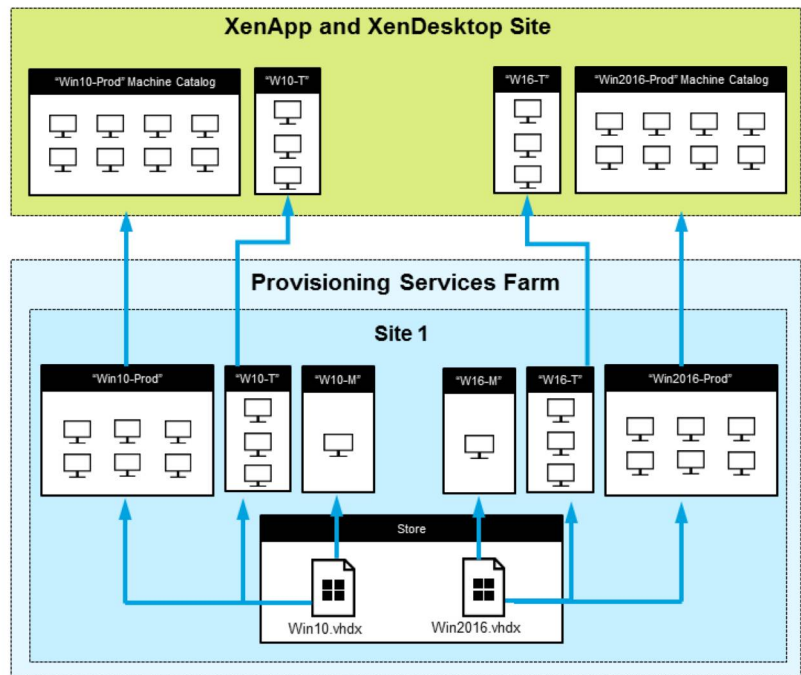 XenApp and XenDesktop Site
“Win10-Prod” Machine Catalog
“W10-T”
“W16-T”
“Win2016-Prod” Machine Catalog
Provisioning Services Farm
Site 1
“Win10-Prod”
“W10-T”
“W10-M”
“W16-M”
“W16-T”
“Win2016-Prod”
Store
Win10.vhdx
Win2016.vhdx